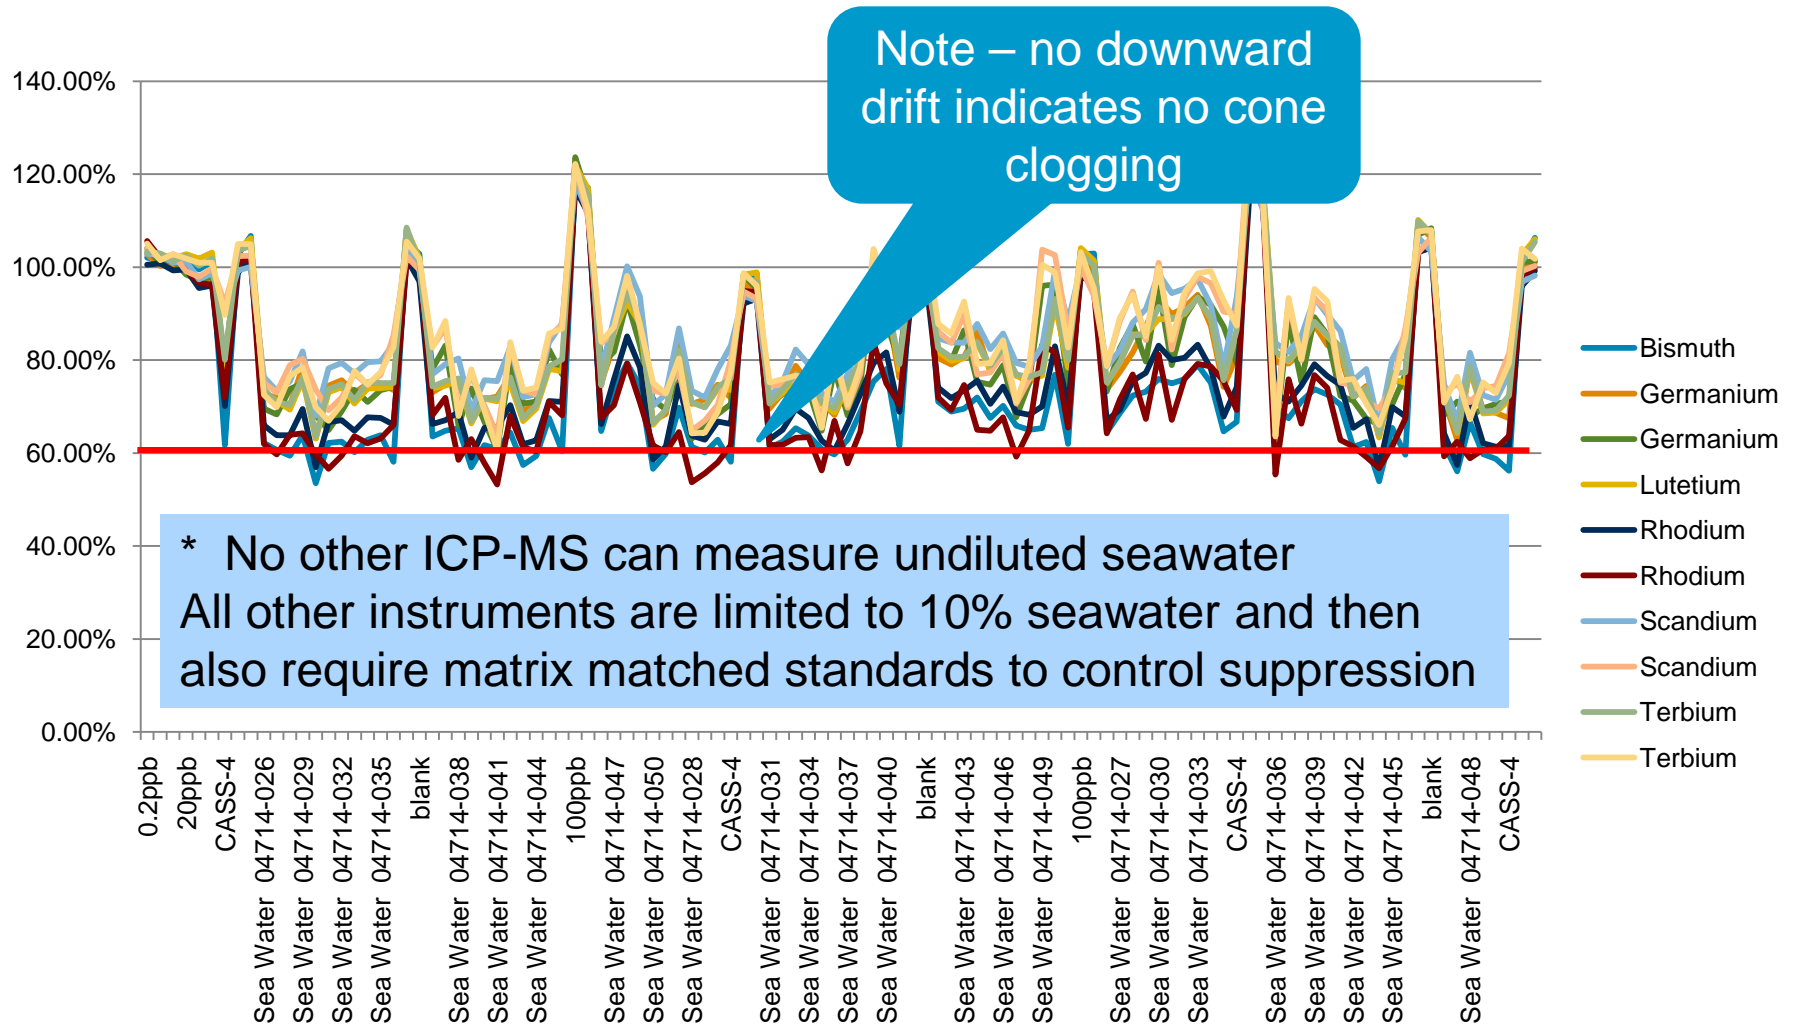 Note – no downward
drift indicates no cone
clogging
140.00%
120.00%
100.00%
80.00%
60.00%
40.00%
20.00%
0.00%
* No other ICP-MS can measure undiluted seawater
All other instruments are limited to 10% seawater and then
also require matrix matched standards to control suppression
Bismuth
Germanium
Germanium
Lutetium
Rhodium
Rhodium
Scandium
Scandium
Terbium
Terbium
0.2ppb
20ppb
CASS-4
Sea Water 04714-026
Sea Water 04714-029
Sea Water 04714-032
Sea Water 04714-035
blank
Sea Water 04714-038
Sea Water 04714-041
Sea Water 04714-044
100ppb
Sea Water 04714-047
Sea Water 04714-050
Sea Water 04714-028
CASS-4
Sea Water 04714-031
Sea Water 04714-034
Sea Water 04714-037
Sea Water 04714-040
blank
Sea Water 04714-043
Sea Water 04714-046
Sea Water 04714-049
100ppb
Sea Water 04714-027
Sea Water 04714-030
Sea Water 04714-033
CASS-4
Sea Water 04714-036
Sea Water 04714-039
Sea Water 04714-042
Sea Water 04714-045
blank
Sea Water 04714-048
CASS-4